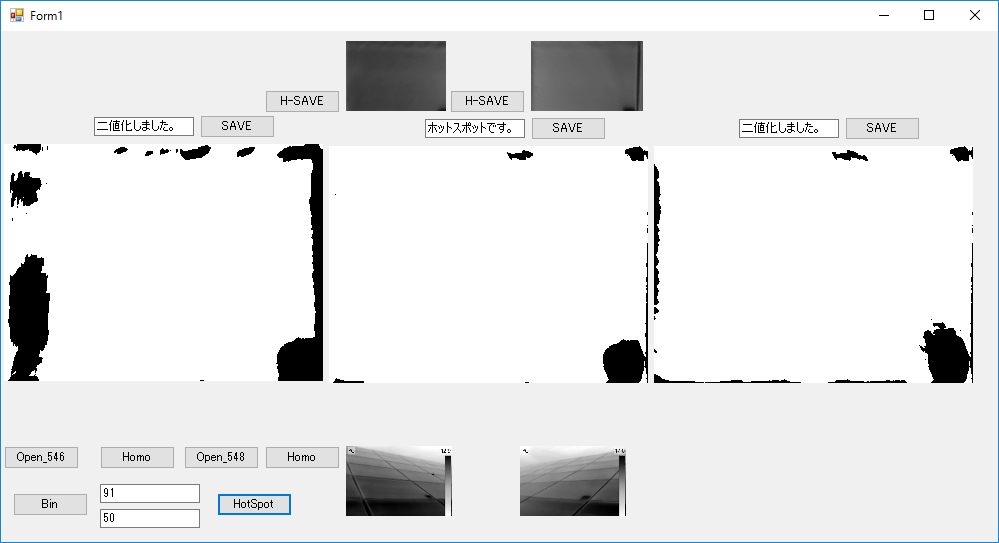 Form1
H-SAVE
H-SAVE
二値化しました。
SAVE
ホットスポットです。
SAVE
二値化しました。
SAVE
Open_546
Homo
Open_548
Homo
Bin
91
50
HotSpot